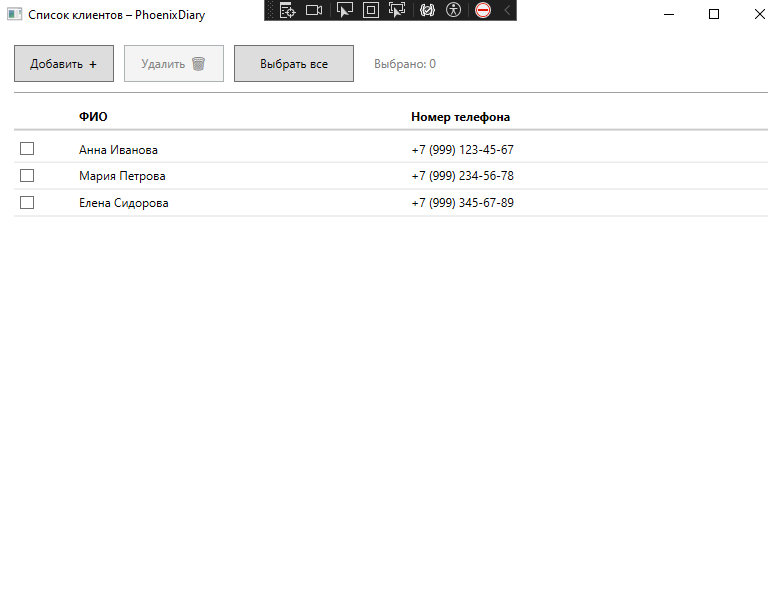 Список клиентов – PhoenixDiary
Добавить +
Удалить
Выбрать все
Выбрано: 0
ФИО
Номер телефона
Анна Иванова
+7 (999) 123-45-67
Мария Петрова
+7 (999) 234-56-78
Елена Сидорова
+7 (999) 345-67-89